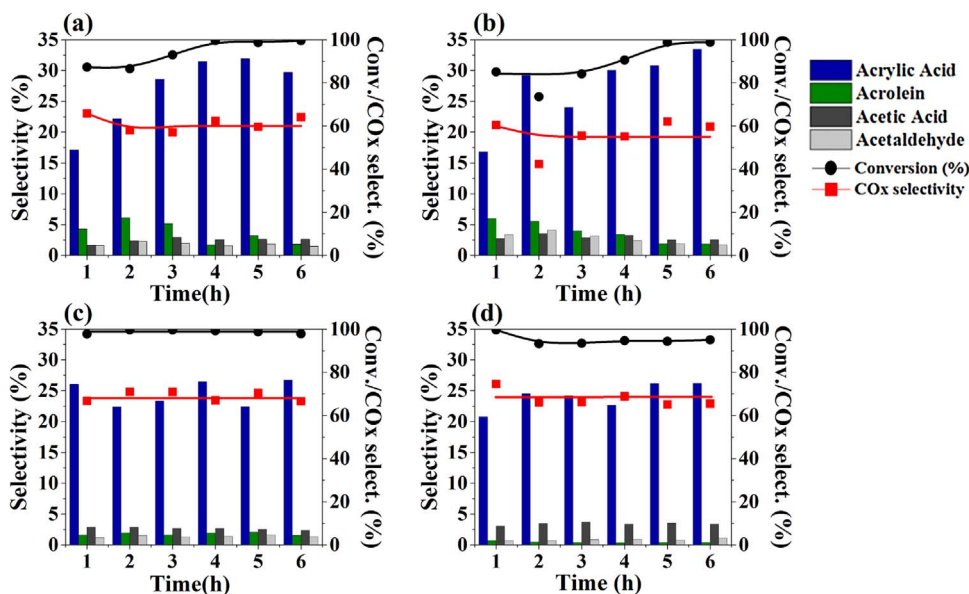 (a)
35
30
25
20
15
10
5
0
Selectivity (%)
1 2 3 4 5 6
Time(h)
100
80
60
40
20
0
Conv./COx select. (%)
(b)
35
30
25
20
15
10
5
0
Selectivity (%)
1 2 3 4 5 6
Time (h)
100
80
60
40
20
0
Conv./COx select. (%)
Acrylic Acid
Acrolein
Acetic Acid
Acetaldehyde
Conversion (%)
COx selectivity
(c)
35
30
25
20
15
10
5
0
Selectivity (%)
1 2 3 4 5 6
Time(h)
100
80
60
40
20
0
Conv./COx select. (%)
(d)
35
30
25
20
15
10
5
0
Selectivity (%)
1 2 3 4 5 6
Time (h)
100
80
60
40
20
0
Conv./COx select. (%)